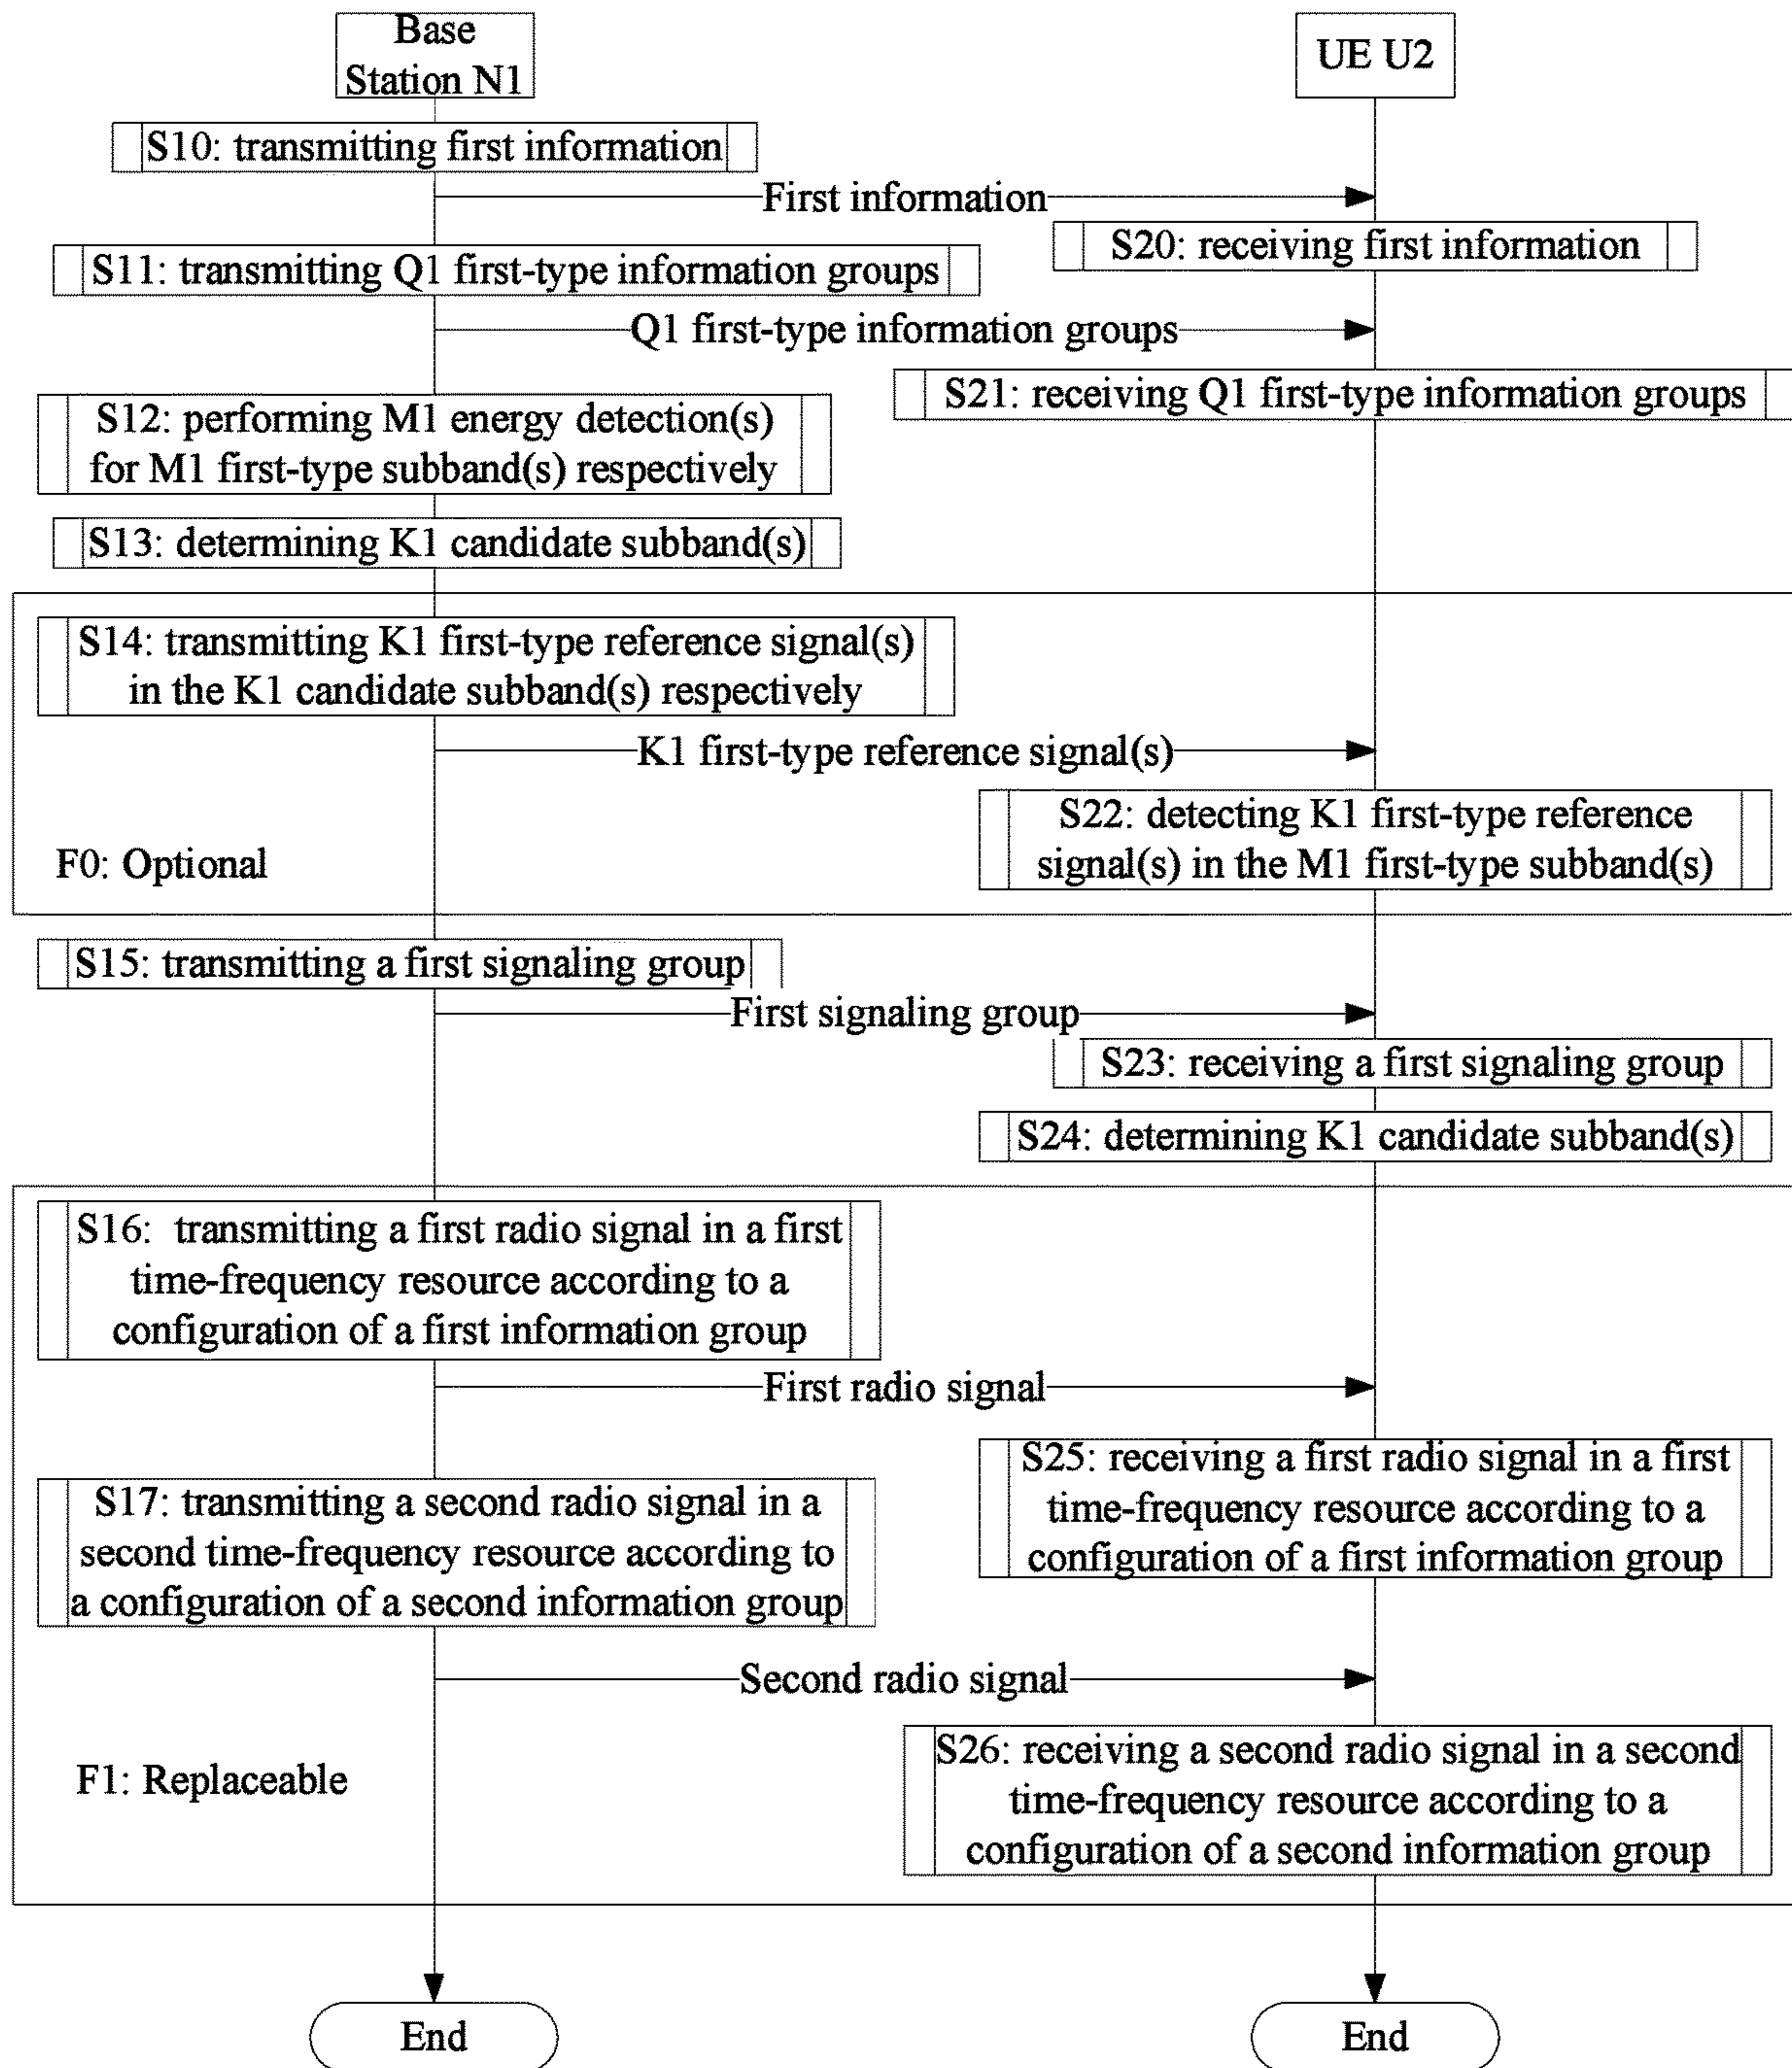 Base
Station N1
UE U2
S10: transmitting first information
First information
S20: receiving first information
S11: transmitting Q1 first-type information groups
Q1 first-type information groups
S21: receiving Q1 first-type information groups
S12: performing M1 energy detection(s)
for M1 first-type subband(s) respectively
S13: determining K1 candidate subband(s)
S14: transmitting K1 first-type reference signal(s)
in the K1 candidate subband(s) respectively
K1 first-type reference signal(s)
S22: detecting K1 first-type reference
signal(s) in the M1 first-type subband(s)
F0: Optional
S15: transmitting a first signaling group
First signaling group
S23: receiving a first signaling group
S24: determining K1 candidate subband(s)
S16: transmitting a first radio signal in a first
time-frequency resource according to a
configuration of a first information group
First radio signal
S25: receiving a first radio signal in a first
time-frequency resource according to a
configuration of a first information group
S17: transmitting a second radio signal in a
second time-frequency resource according to
a configuration of a second information group
Second radio signal
S26: receiving a second radio signal in a second
time-frequency resource according to a
configuration of a second information group
F1: Replaceable
End
End